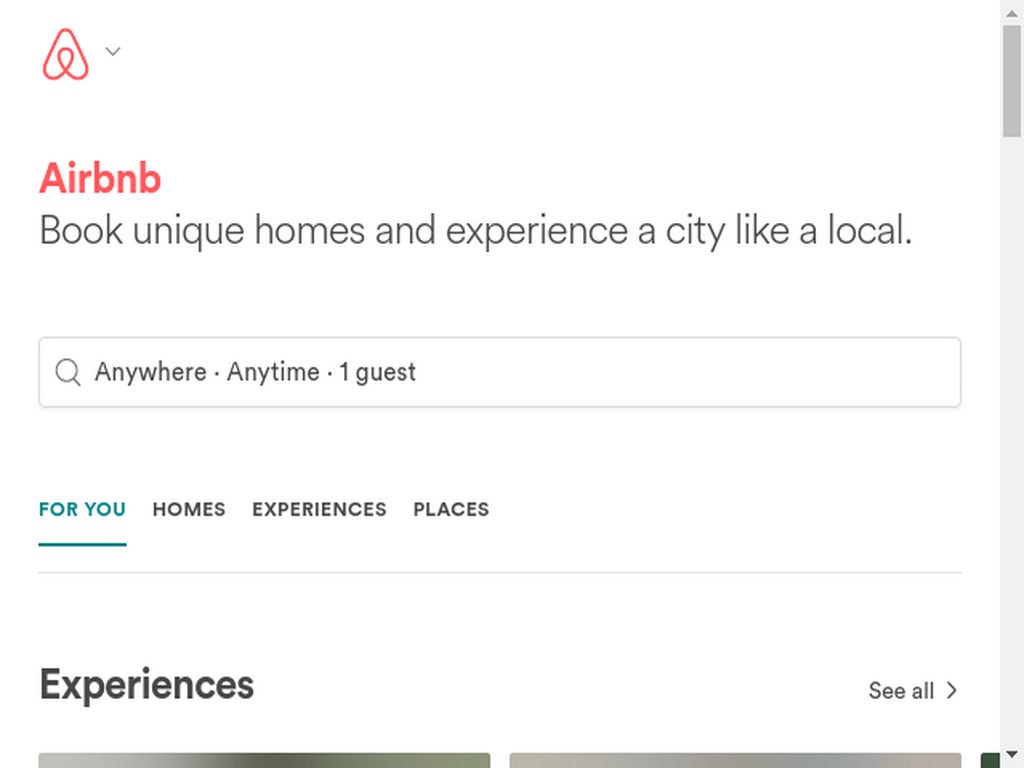 Airbnb
Book unique homes and experience a city like a local.
Anywhere · Anytime · 1 guest
FOR YOU HOMES EXPERIENCES PLACES
Experiences
See all